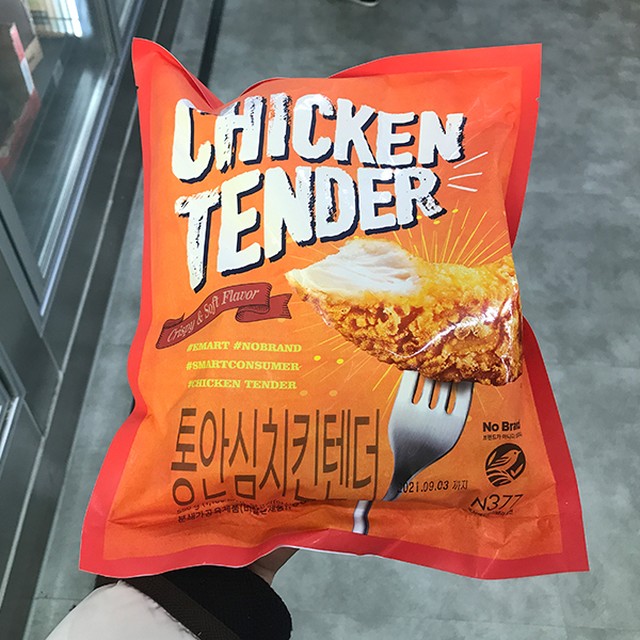 CHICKEN
TENDER
Crispy & Soft Flavor
#EMART #NOBRAND
#SMARTCONSUMER
#CHICKEN TENDER
통안심치킨텐더
No Brand
2021.09.03 까지
N377